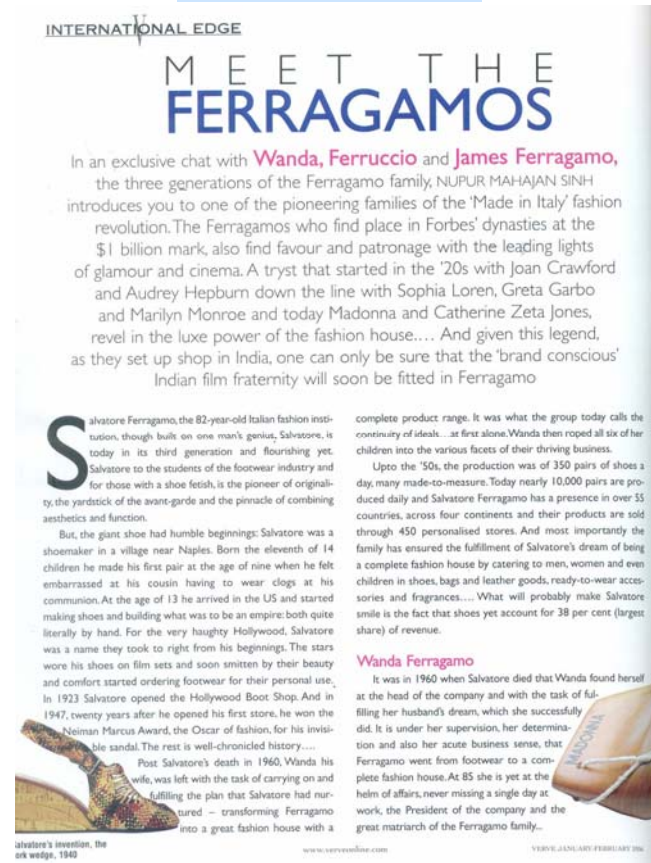 INTERNATIONAL EDGE
MEET THE
FERRAGAMOS
In an exclusive chat with Wanda, Ferruccio and James Ferragamo,
the three generations of the Ferragamo family, NUPUR MAHAJAN SINH
introduces you to one of the pioneering families of the 'Made in Italy' fashion
revolution. The Ferragamos who find place in Forbes' dynasties at the
$1 billion mark, also find favour and patronage with the leading lights
of glamour and cinema. A tryst that started in the '20s with Joan Crawford
and Audrey Hepburn down the line with Sophia Loren, Greta Garbo
and Marilyn Monroe and today Madonna and Catherine Zeta Jones,
revel in the luxe power of the fashion house.... And given this legend,
as they set up shop in India, one can only be sure that the 'brand conscious'
Indian film fraternity will soon be fitted in Ferragamo
Salvatore Ferragamo, the 82-year-old Italian fashion insti-
tution, though built on one man's genius, Salvatore, is
today in its third generation and flourishing yet.
Salvatore to the students of the footwear industry and
for those with a shoe fetish, is the pioneer of originali-
ty, the yardstick of the avant-garde and the pinnacle of combining
aesthetics and function.
But, the giant shoe had humble beginnings: Salvatore was a
shoemaker in a village near Naples. Born the eleventh of 14
children he made his first pair at the age of nine when he felt
embarrassed at his cousin having to wear clogs at his
communion. At the age of 13 he arrived in the US and started
making shoes and building what was to be an empire: both quite
literally by hand. For the very haughty Hollywood, Salvatore
was a name they took to right from his beginnings. The stars
wore his shoes on film sets and soon smitten by their beauty
and comfort started ordering footwear for their personal use.
In 1923 Salvatore opened the Hollywood Boot Shop. And in
1947, twenty years after he opened his first store, he won the
Neiman Marcus Award, the Oscar of fashion, for his invisi-
ble sandal. The rest is well-chronicled history....
Post Salvatore's death in 1960, Wanda his
wife, was left with the task of carrying on and
fulfilling the plan that Salvatore had nur-
tured – transforming Ferragamo
into a great fashion house with a
alvatore's invention, the
ork wedge, 1940
complete product range. It was what the group today calls the
continuity of ideals...at first alone. Wanda then roped all six of her
children into the various facets of their thriving business.
Upto the '50s, the production was of 350 pairs of shoes a
day, many made-to-measure. Today nearly 10,000 pairs are pro-
duced daily and Salvatore Ferragamo has a presence in over 55
countries, across four continents and their products are sold
through 450 personalised stores. And most importantly the
family has ensured the fulfillment of Salvatore's dream of being
a complete fashion house by catering to men, women and even
children in shoes, bags and leather goods, ready-to-wear acces-
sories and fragrances.... What will probably make Salvatore
smile is the fact that shoes yet account for 38 per cent (largest
share) of revenue.
Wanda Ferragamo
It was in 1960 when Salvatore died that Wanda found herself
at the head of the company and with the task of ful-
filling her husband's dream, which she successfully
did. It is under her supervision, her determina-
tion and also her acute business sense, that
Ferragamo went from footwear to a com-
plete fashion house. At 85 she is yet at the
helm of affairs, never missing a single day at
work, the President of the company and the
great matriarch of the Ferragamo family...
MADONNA
www.verveonline.com
VERVE JANUARY-FEBRUARY